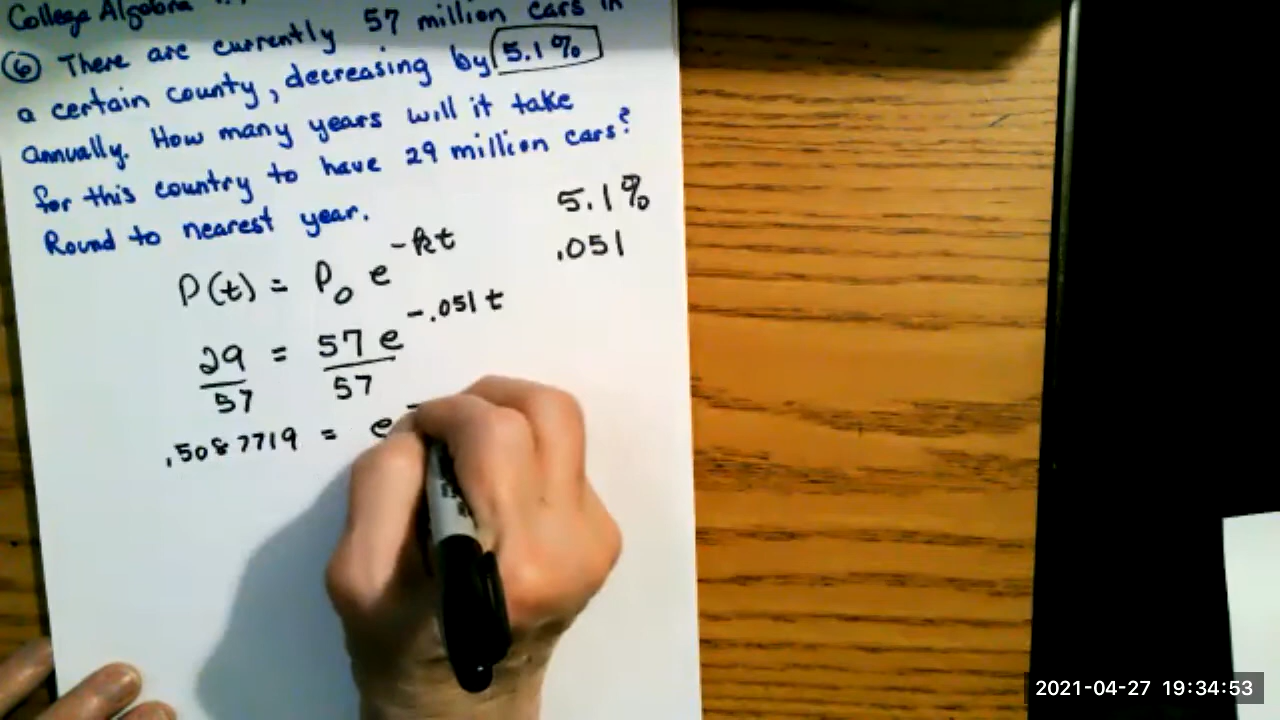 College Algebra
⑥ There are currently 57 million cars in
a certain county, decreasing by 5.1%
annually. How many years will it take
for this country to have 29 million cars?
Round to nearest year.
5.1%
.051
P(t) = P₀ e^-kt
29/57 = 57 e^-.051t/57
.5087719 = e^-
2021-04-27 19:34:53